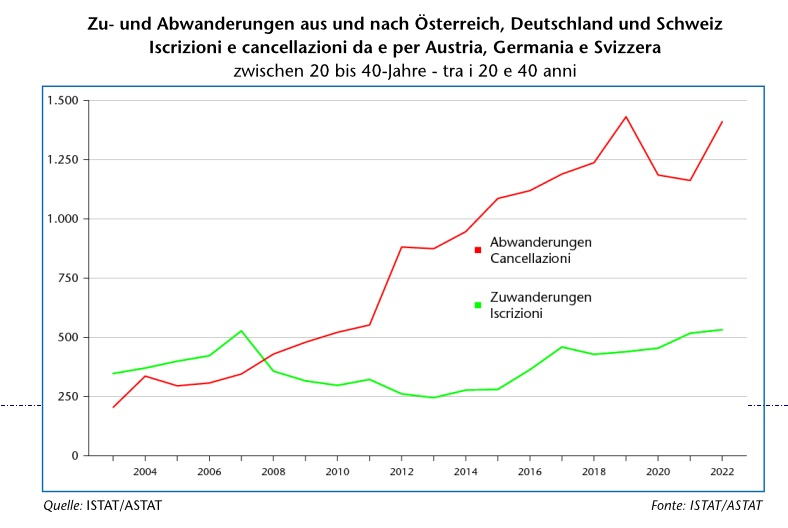 Zu- und Abwanderungen aus und nach Österreich, Deutschland und Schweiz
Iscrizioni e cancellazioni da e per Austria, Germania e Svizzera
zwischen 20 bis 40-Jahre - tra i 20 e 40 anni
1.500
1.250
1.000
750
500
250
0
Abwanderungen
Cancellazioni
Zuwanderungen
Iscrizioni
2004 2006 2008 2010 2012 2014 2016 2018 2020 2022
Quelle: ISTAT/ASTAT
Fonte: ISTAT/ASTAT